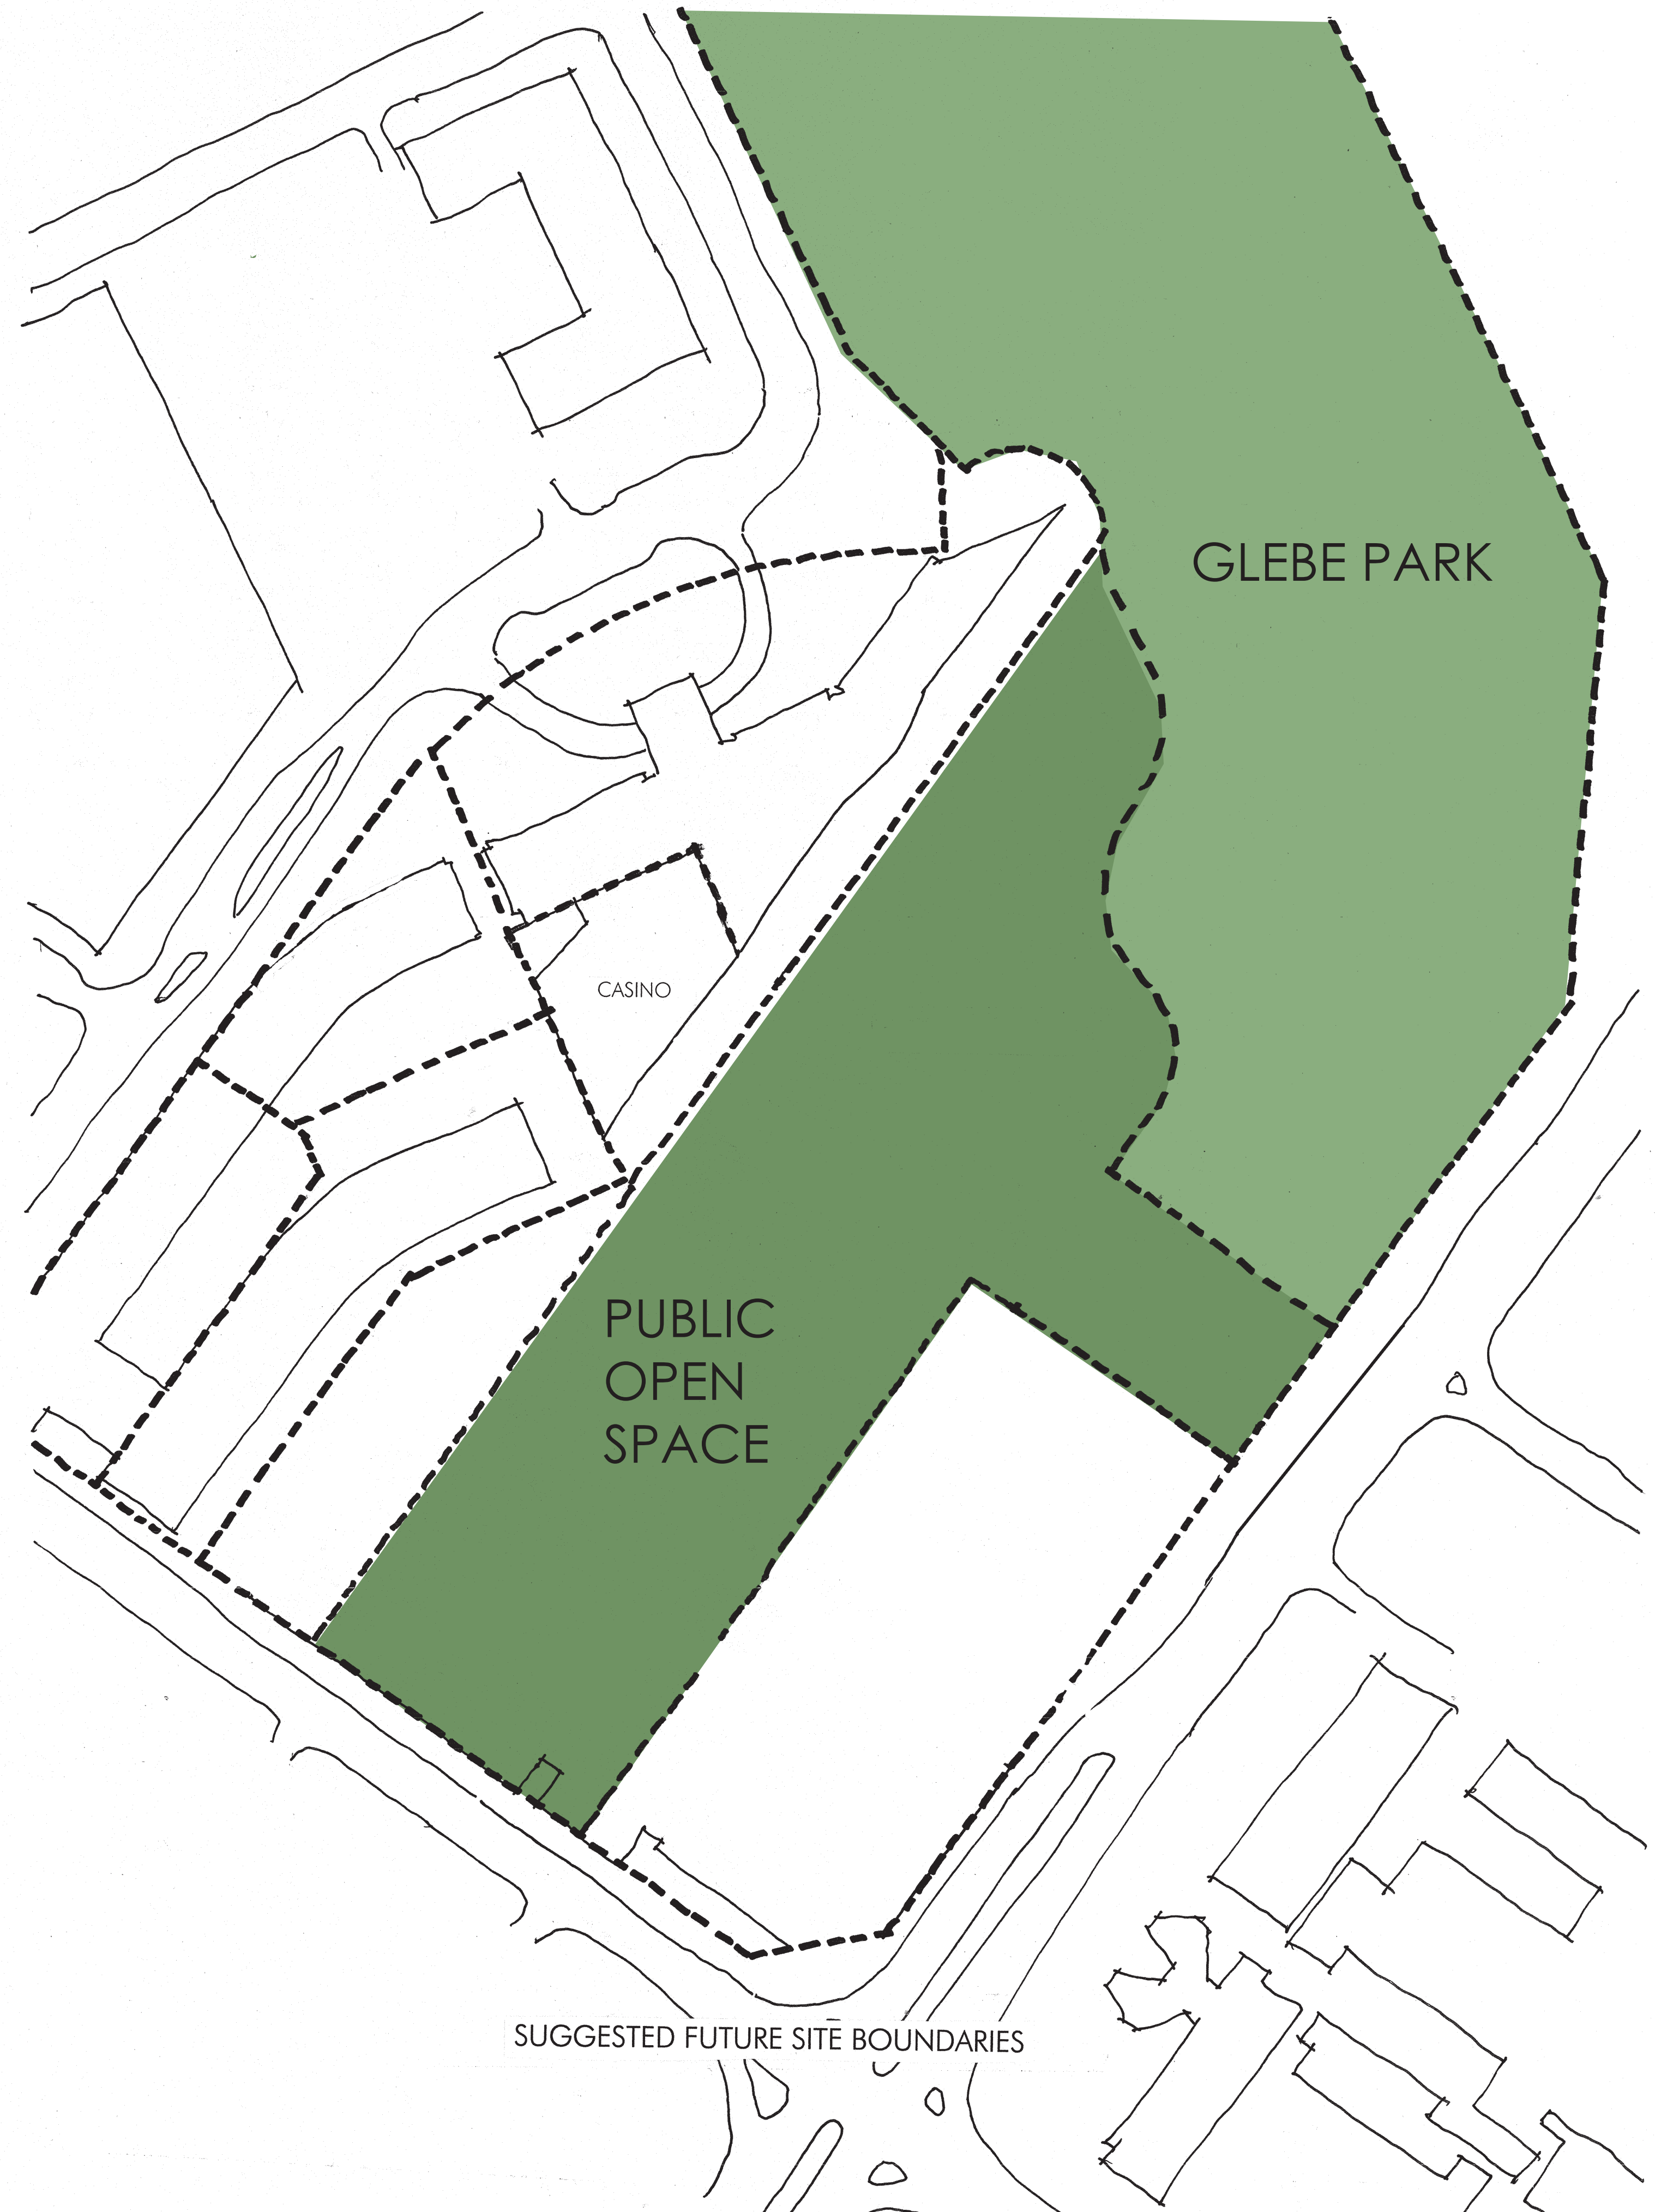 GLEBE PARK
CASINO
PUBLIC
OPEN
SPACE
SUGGESTED FUTURE SITE BOUNDARIES